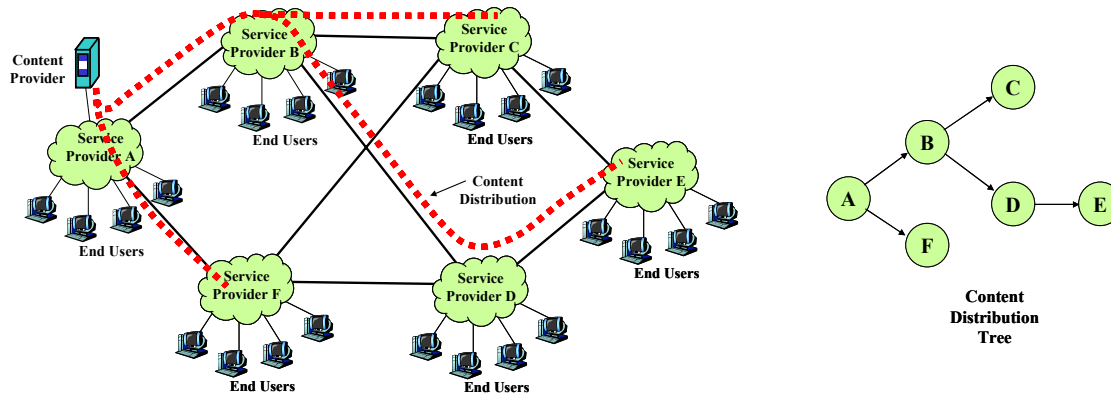 Content
Provider
Service
Provider A
End Users
Service
Provider B
End Users
Service
Provider C
End Users
Service
Provider E
End Users
Content
Distribution
Service
Provider F
End Users
Service
Provider D
End Users
A
B
C
D
E
F
Content
Distribution
Tree